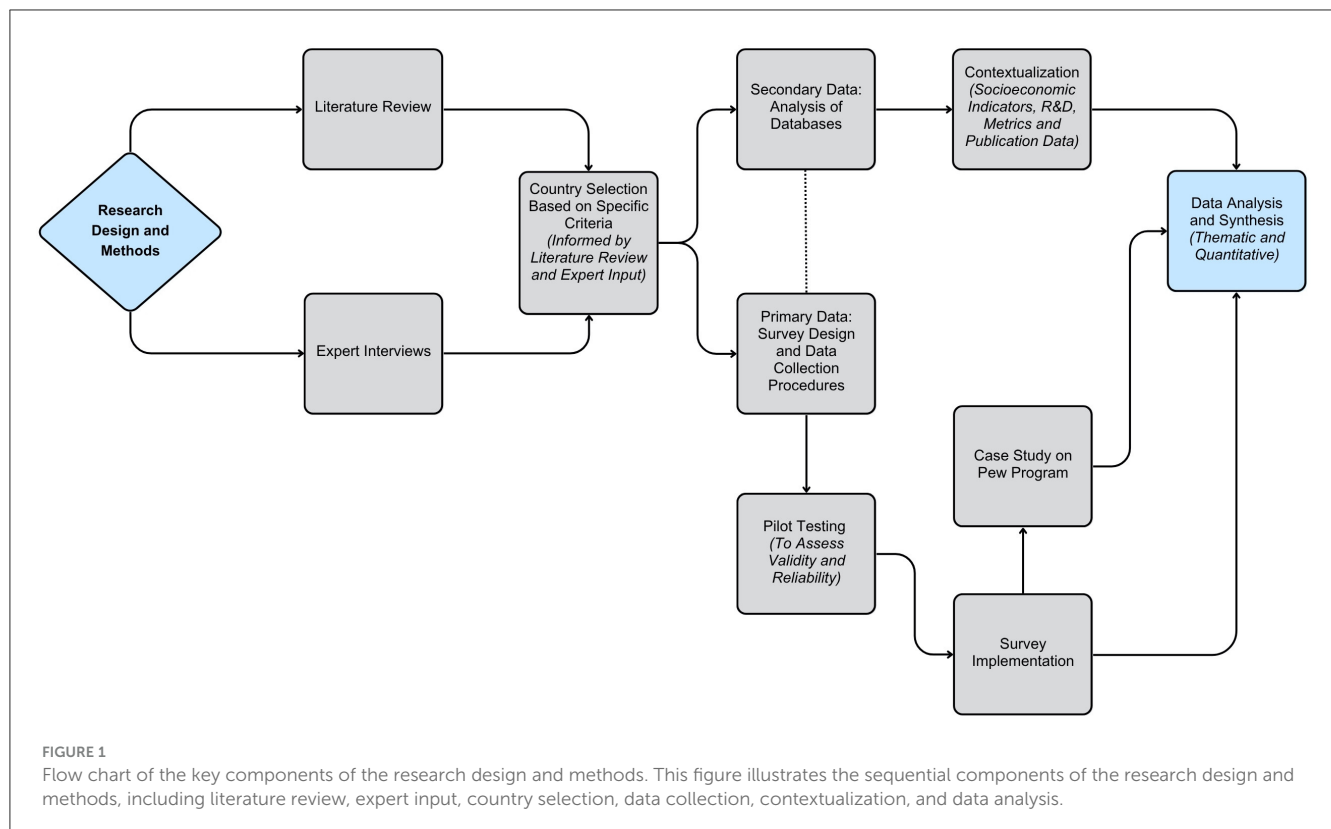 Research
Design and
Methods
Literature Review
Expert Interviews
Country Selection
Based on Specific
Criteria
(Informed by
Literature Review
and Expert Input)
Secondary Data:
Analysis of
Databases
Primary Data:
Survey Design
and Data
Collection
Procedures
Contextualization
(Socioeconomic
Indicators, R&D,
Metrics and
Publication Data)
Pilot Testing
(To Assess
Validity and
Reliability)
Case Study on
Pew Program
Survey
Implementation
Data Analysis
and Synthesis
(Thematic and
Quantitative)
FIGURE 1
Flow chart of the key components of the research design and methods. This figure illustrates the sequential components of the research design and
methods, including literature review, expert input, country selection, data collection, contextualization, and data analysis.